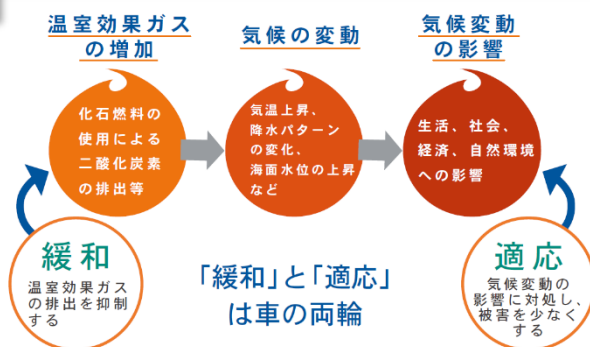 温室効果ガス
の増加
化石燃料の
使用による
二酸化炭素
の排出等
気候の変動
気温上昇、
降水パターン
の変化、
海面水位の上昇
など
気候変動
の影響
生活、社会、
経済、自然環境
への影響
緩和
温室効果ガス
の排出を抑制
する
「緩和」と「適応」
は車の両輪
適応
気候変動の
影響に対処し、
被害を少なく
する